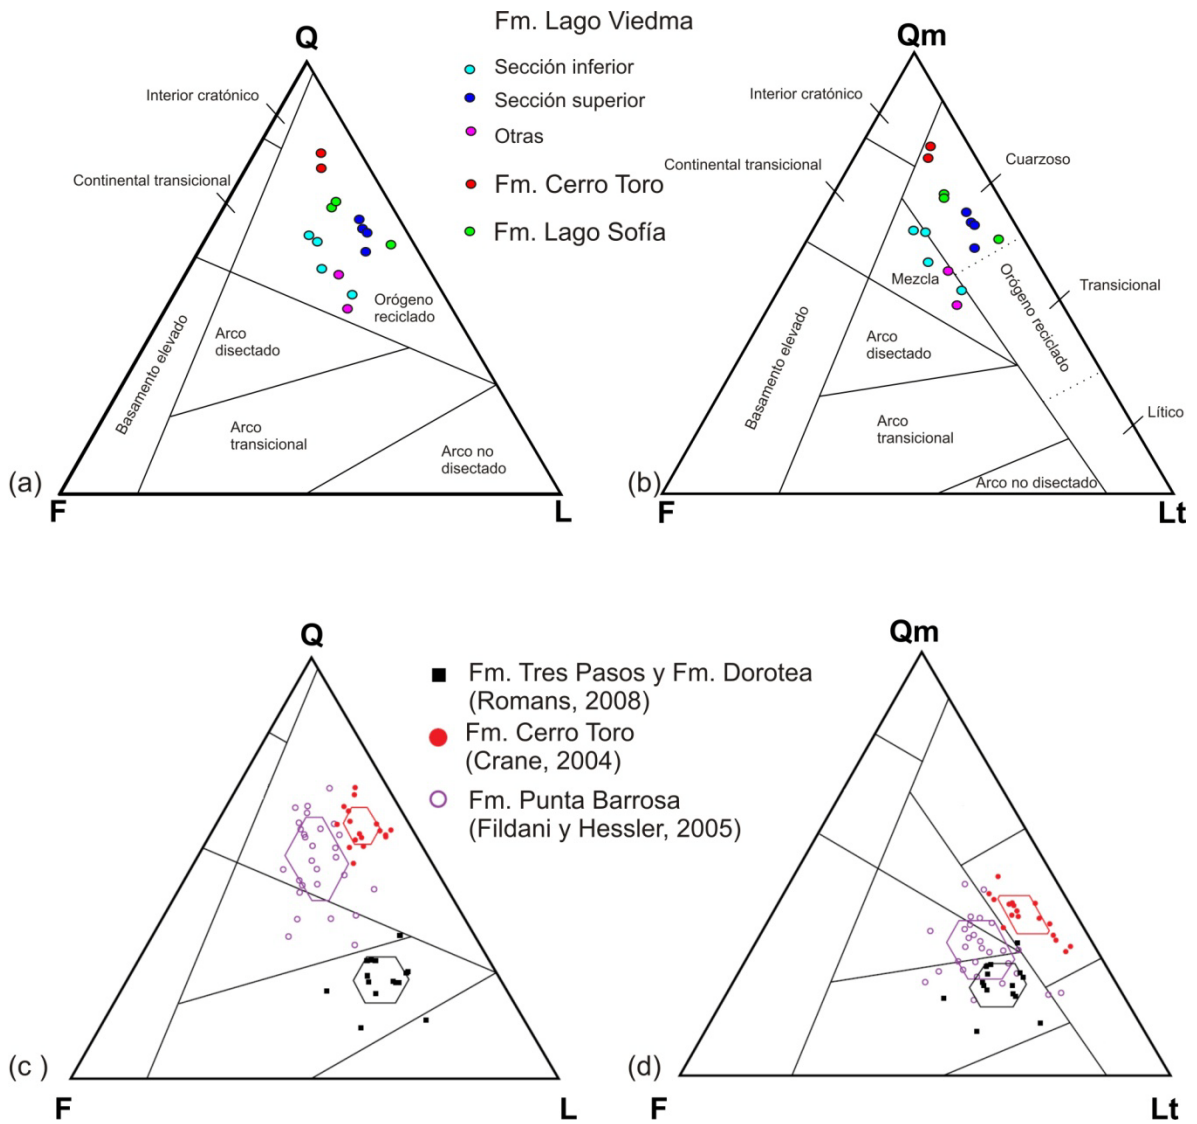 Q
Interior cratónico
Continental transicional
Basamento elevado
Arco
disectado
Arco
transicional
Arco no
disectado
Orógeno
reciclado
(a)
F
L
Fm. Lago Viedma
Sección inferior
Sección superior
Otras
Fm. Cerro Toro
Fm. Lago Sofía
Qm
Interior cratónico
Continental transicional
Cuarzoso
Mezcla
Transicional
Orógeno reciclado
Basamento elevado
Arco
disectado
Arco
transicional
Lítico
Arco no disectado
(b)
F
Lt
Q
(c )
F
L
Fm. Tres Pasos y Fm. Dorotea
(Romans, 2008)
Fm. Cerro Toro
(Crane, 2004)
Fm. Punta Barrosa
(Fildani y Hessler, 2005)
Qm
(d)
F
Lt